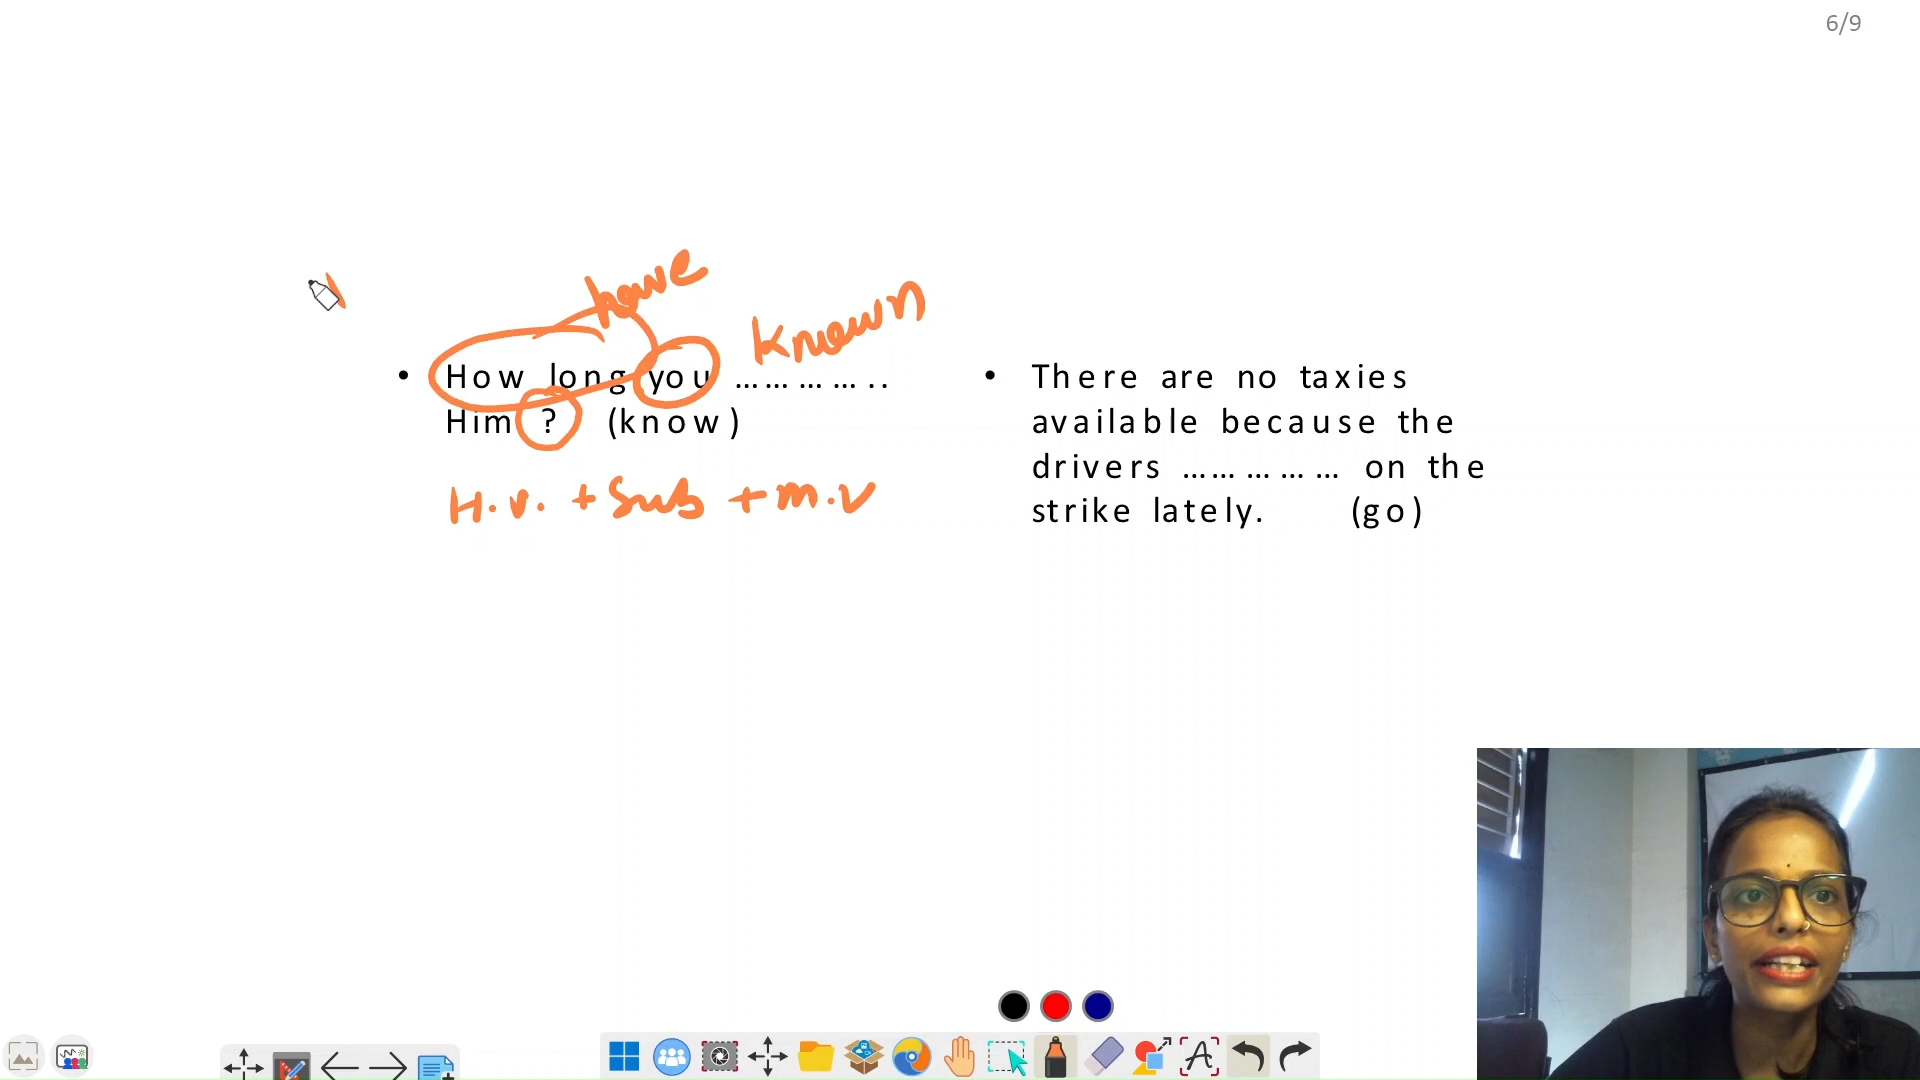 6/9
have
known
• How long you ……………..
Him ? (know)
H.v. + Sub + m.v
• There are no taxies
available because the
drivers …………… on the
strike lately. (go)